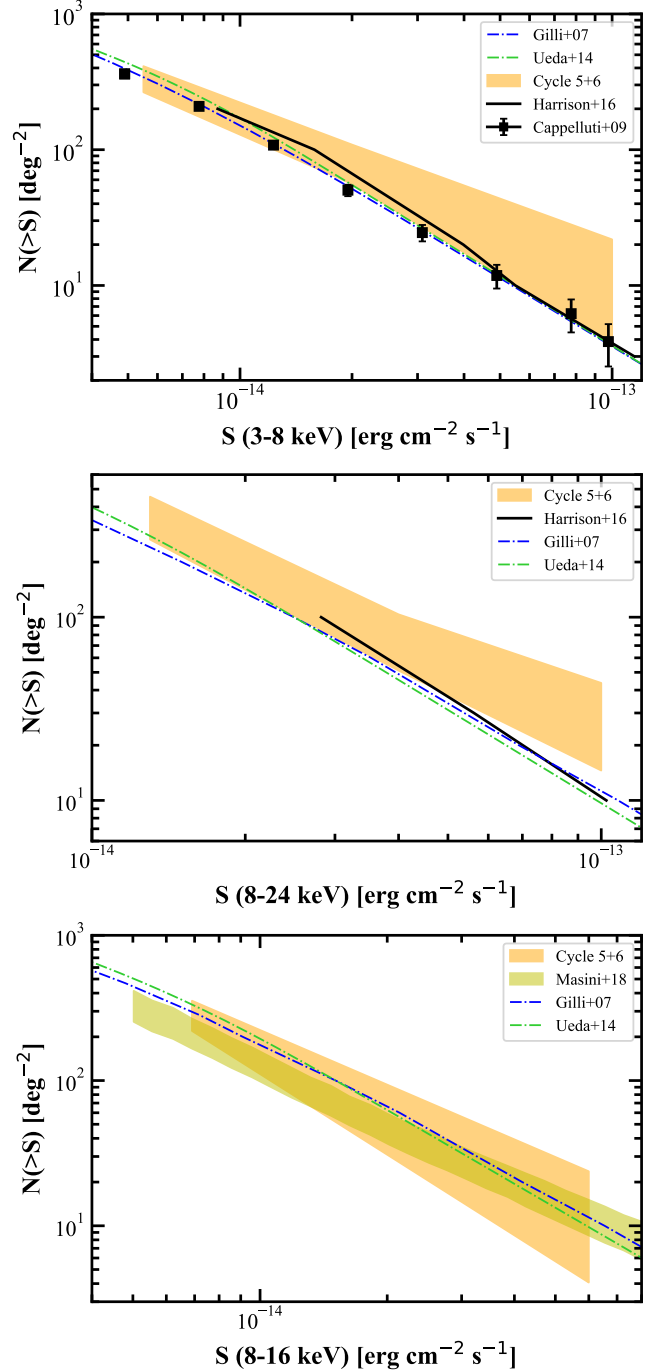 10³
10²
10¹
N(>S) [deg⁻²]
Gilli+07
Ueda+14
Cycle 5+6
Harrison+16
Cappelluti+09
10⁻¹⁴
10⁻¹³
S (3-8 keV) [erg cm⁻² s⁻¹]
10²
10¹
N(>S) [deg⁻²]
Cycle 5+6
Harrison+16
Gilli+07
Ueda+14
10⁻¹⁴
10⁻¹³
S (8-24 keV) [erg cm⁻² s⁻¹]
10³
10²
10¹
N(>S) [deg⁻²]
Cycle 5+6
Masini+18
Gilli+07
Ueda+14
10⁻¹⁴
S (8-16 keV) [erg cm⁻² s⁻¹]